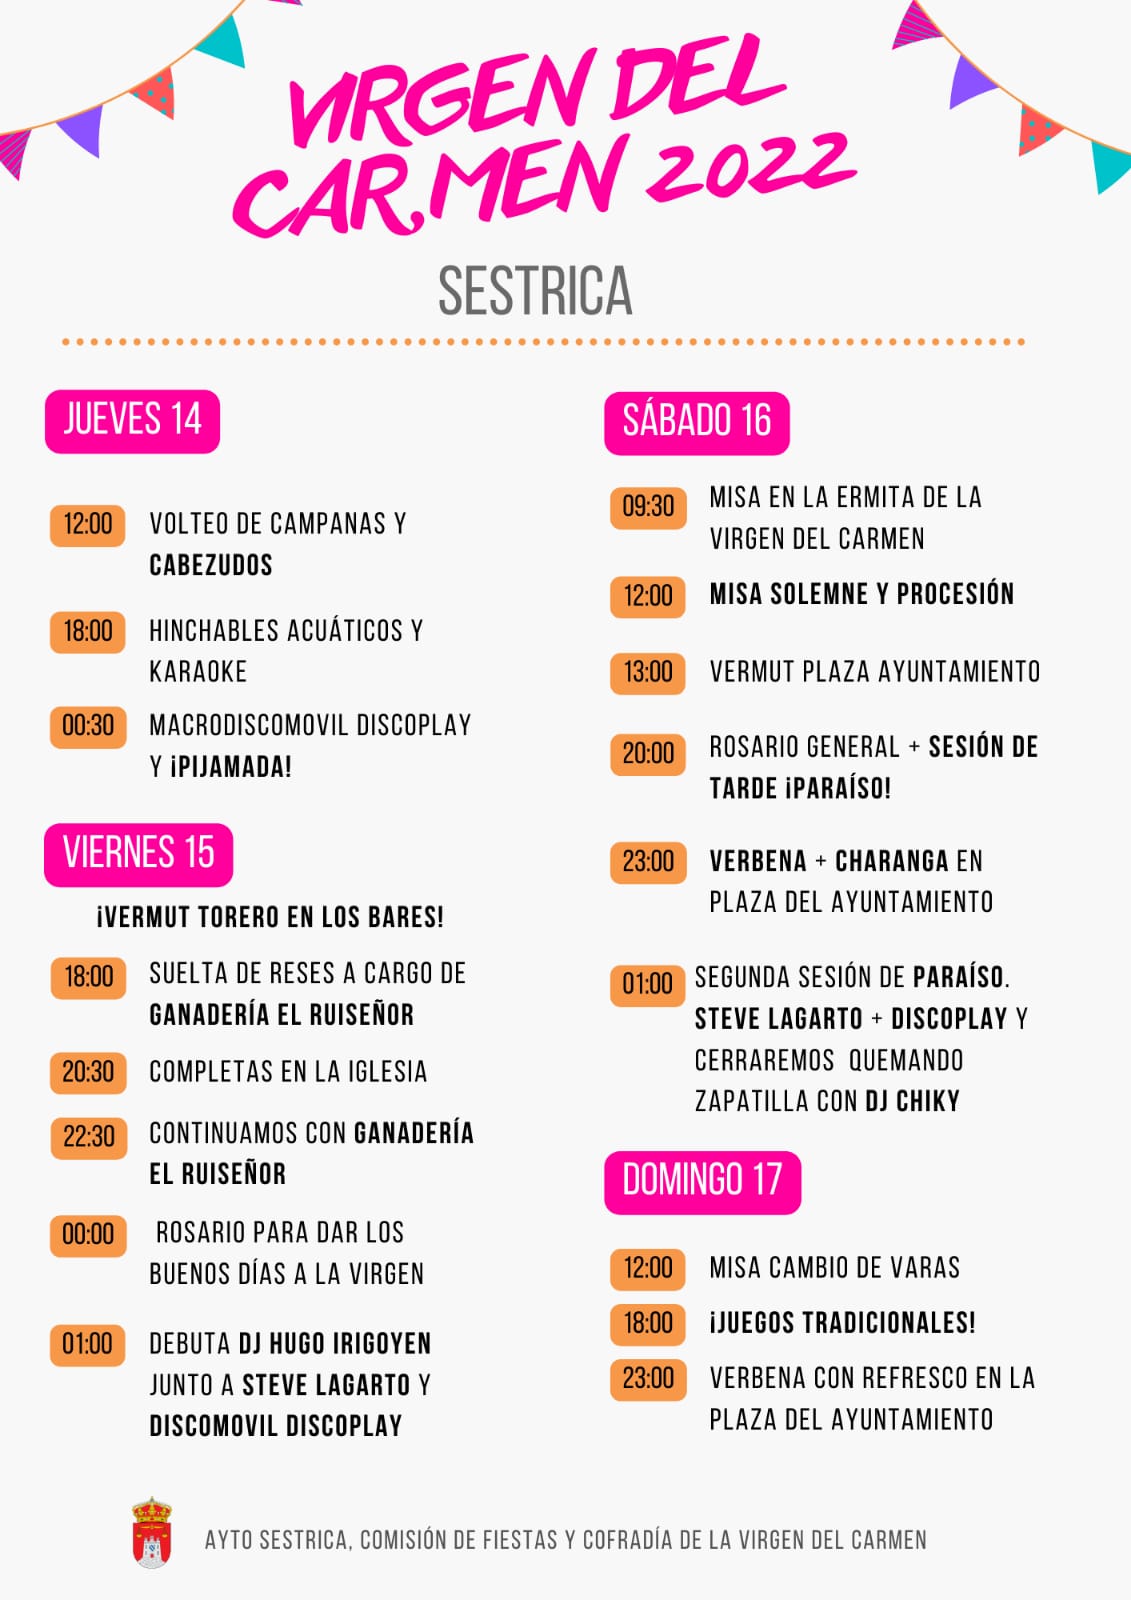 VIRGEN DEL
CAR,MEN 2022
SESTRICA
JUEVES 14
12:00 VOLTEO DE CAMPANAS Y
CABEZUDOS
18:00 HINCHABLES ACUÁTICOS Y
KARAOKE
00:30 MACRODISCOMOVIL DISCOPLAY
Y ¡PIJAMADA!
VIERNES 15
¡VERMUT TORERO EN LOS BARES!
18:00 SUELTA DE RESES A CARGO DE
GANADERÍA EL RUISEÑOR
20:30 COMPLETAS EN LA IGLESIA
22:30 CONTINUAMOS CON GANADERÍA
EL RUISEÑOR
00:00 ROSARIO PARA DAR LOS
BUENOS DÍAS A LA VIRGEN
01:00 DEBUTA DJ HUGO IRIGOYEN
JUNTO A STEVE LAGARTO Y
DISCOMOVIL DISCOPLAY
SÁBADO 16
09:30 MISA EN LA ERMITA DE LA
VIRGEN DEL CARMEN
12:00 MISA SOLEMNE Y PROCESIÓN
13:00 VERMUT PLAZA AYUNTAMIENTO
20:00 ROSARIO GENERAL + SESIÓN DE
TARDE ¡PARAÍSO!
23:00 VERBENA + CHARANGA EN
PLAZA DEL AYUNTAMIENTO
01:00 SEGUNDA SESIÓN DE PARAÍSO.
STEVE LAGARTO + DISCOPLAY Y
CERRAREMOS QUEMANDO
ZAPATILLA CON DJ CHIKY
DOMINGO 17
12:00 MISA CAMBIO DE VARAS
18:00 ¡JUEGOS TRADICIONALES!
23:00 VERBENA CON REFRESCO EN LA
PLAZA DEL AYUNTAMIENTO
AYTO SESTRICA, COMISIÓN DE FIESTAS Y COFRADÍA DE LA VIRGEN DEL CARMEN